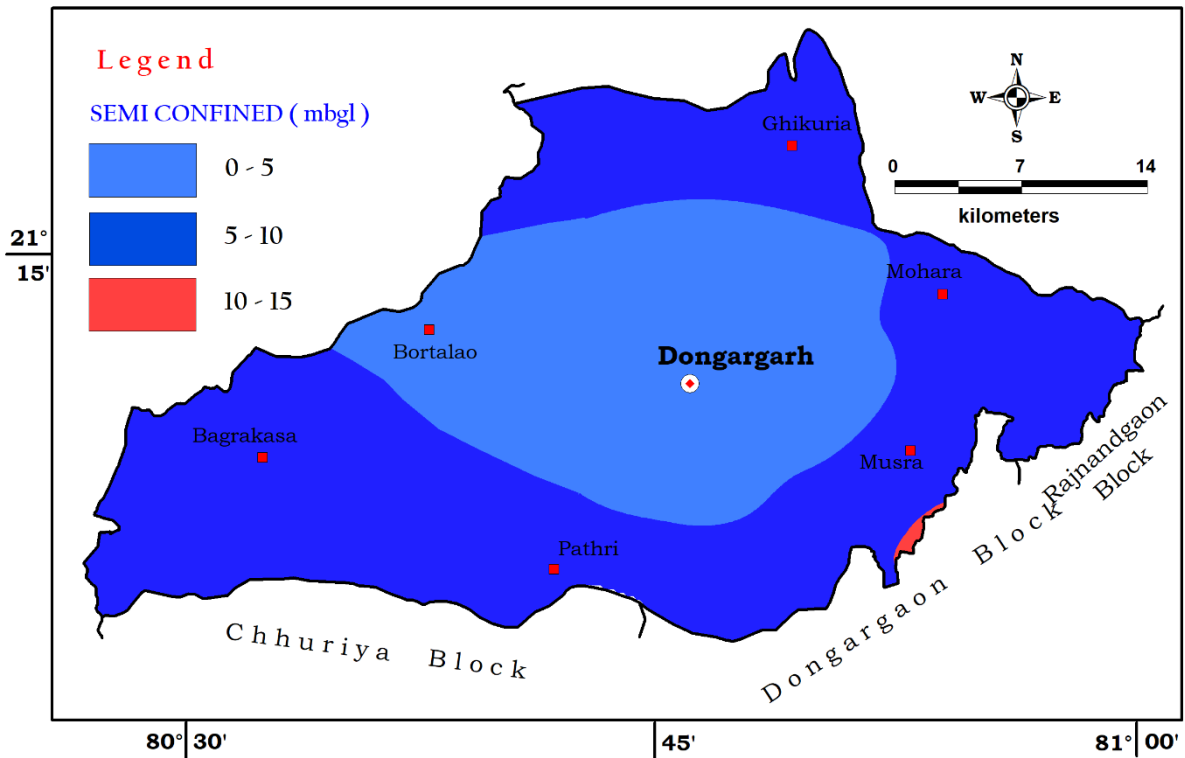 Legend
SEMI CONFINED ( mbgl )
0 - 5
5 - 10
10 - 15
N
W E
S
0 7 14
kilometers
Ghikuria
21°
15'
Mohara
Bortalao
Dongargarh
Bagrakasa
Musra
Pathri
Rajnandgaon
Block
Dongargaon Block
Chhuriya Block
80° 30'
45'
81° 00'